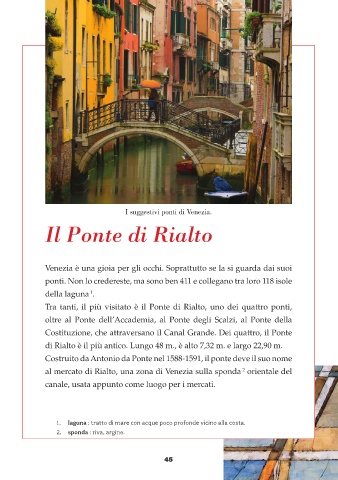 I suggestivi ponti di Venezia.
Il Ponte di Rialto
Venezia è una gioia per gli occhi. Soprattutto se la si guarda dai suoi
ponti. Non lo credereste, ma sono ben 411 e collegano tra loro 118 isole
della laguna 1.
Tra tanti, il più visitato è il Ponte di Rialto, uno dei quattro ponti,
oltre al Ponte dell'Accademia, al Ponte degli Scalzi, al Ponte della
Costituzione, che attraversano il Canal Grande. Dei quattro, il Ponte
di Rialto è il più antico. Lungo 48 m., è alto 7,32 m. e largo 22,90 m.
Costruito da Antonio da Ponte nel 1588-1591, il ponte deve il suo nome
al mercato di Rialto, una zona di Venezia sulla sponda 2 orientale del
canale, usata appunto come luogo per i mercati.
1. laguna : tratto di mare con acque poco profonde vicino alla costa.
2. sponda : riva, argine.
45